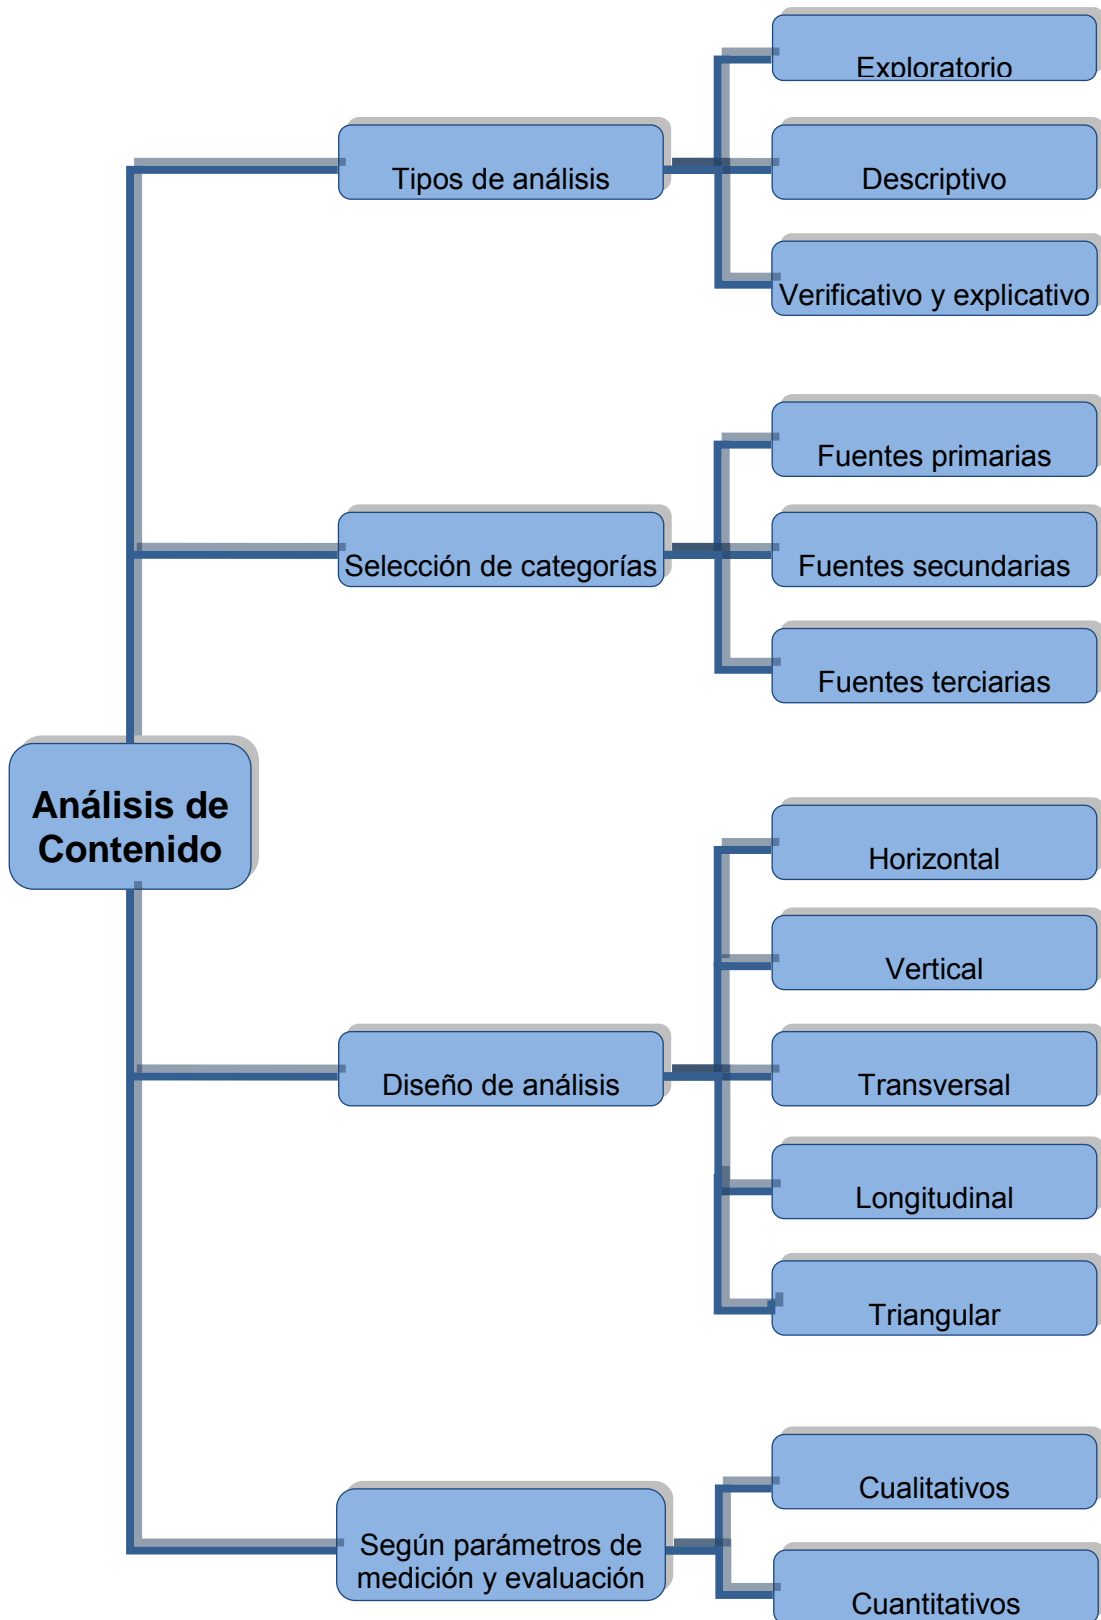 Exploratorio
Tipos de análisis
Descriptivo
Verificativo y explicativo
Fuentes primarias
Selección de categorías
Fuentes secundarias
Fuentes terciarias
Análisis de
Contenido
Horizontal
Vertical
Diseño de análisis
Transversal
Longitudinal
Triangular
Según parámetros de
medición y evaluación
Cualitativos
Cuantitativos